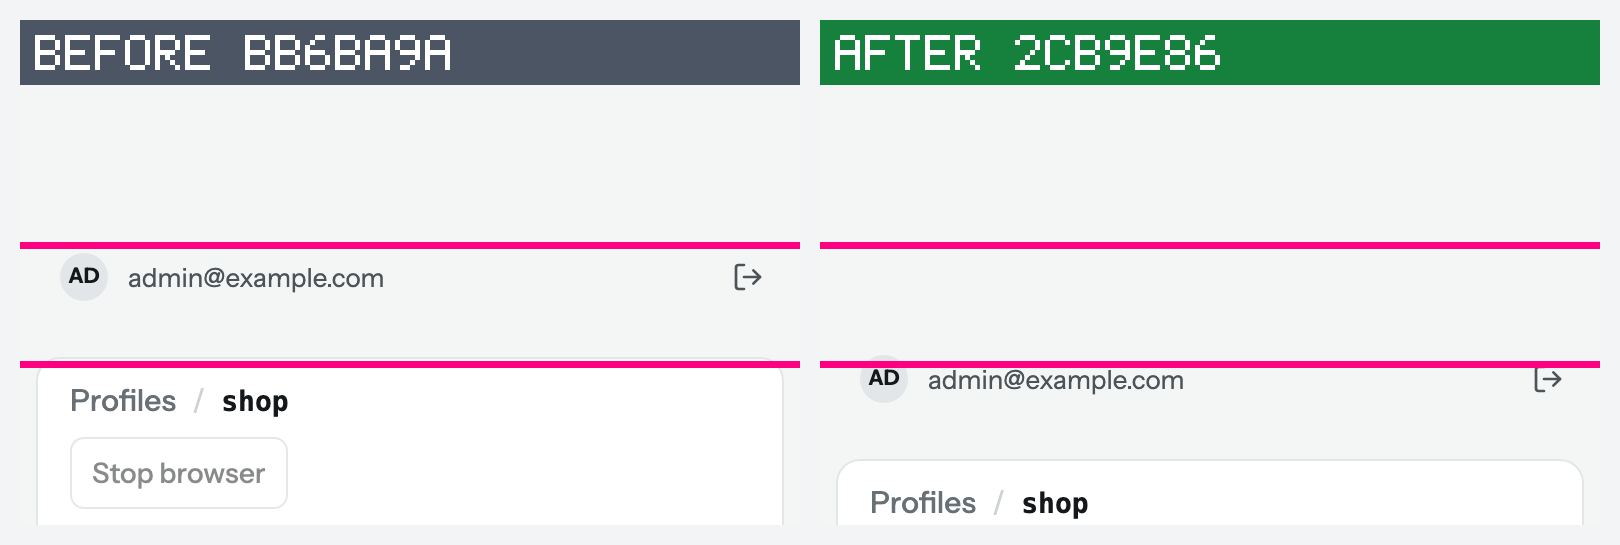 BEFORE BB6BA9A
AD admin@example.com
Profiles / shop
Stop browser
AFTER 2CB9E86
AD admin@example.com
Profiles / shop